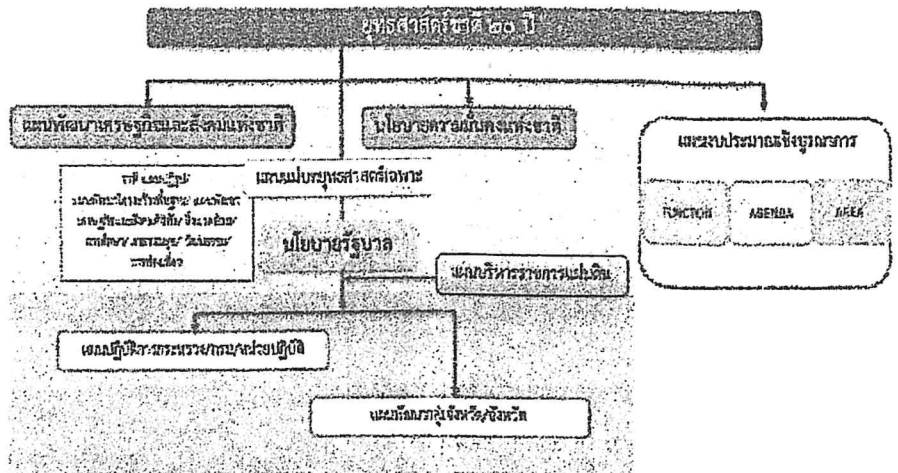 ยุทธศาสตร์ชาติ ๒๐ ปี
แผนพัฒนาเศรษฐกิจและสังคมแห่งชาติ
นโยบายความมั่นคงแห่งชาติ
แผนงบประมาณเชิงบูรณาการ
แผนแม่บทยุทธศาสตร์เฉพาะ
FUNCTION
AGENDA
AREA
นโยบายรัฐบาล
แผนบริหารราชการแผ่นดิน
แผนปฏิบัติการกระทรวง/กรม/หน่วยปฏิบัติ
แผนพัฒนากลุ่มจังหวัด/จังหวัด